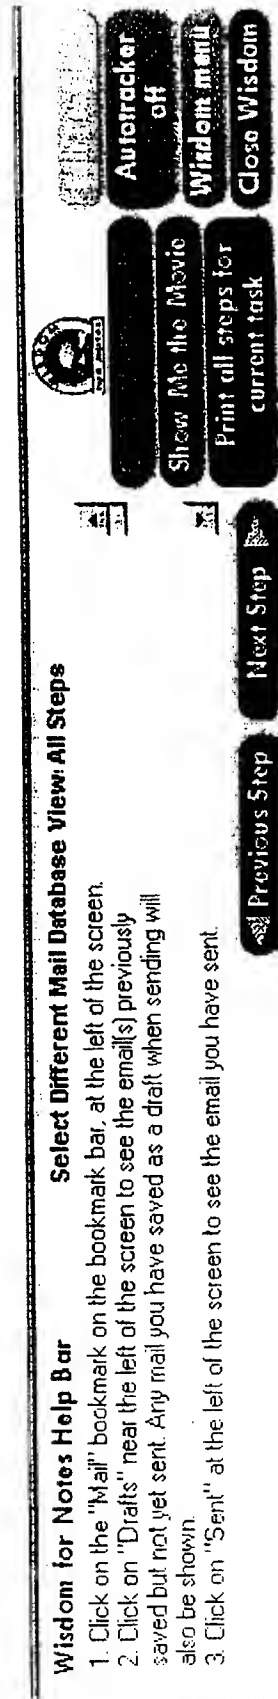 Wisdom for Notes Help Bar
Select Different Mail Database View: All Steps
1. Click on the "Mail" bookmark on the bookmark bar, at the left of the screen.
2. Click on "Drafts" near the left of the screen to see the email(s) previously
saved but not yet sent. Any mail you have saved as a draft when sending will
also be shown.
3. Click on "Sent" at the left of the screen to see the email you have sent.
Previous Step
Next Step
Show Me the Movie
Print all steps for
current task
Autotracker
off
Wisdom menu
Close Wisdom